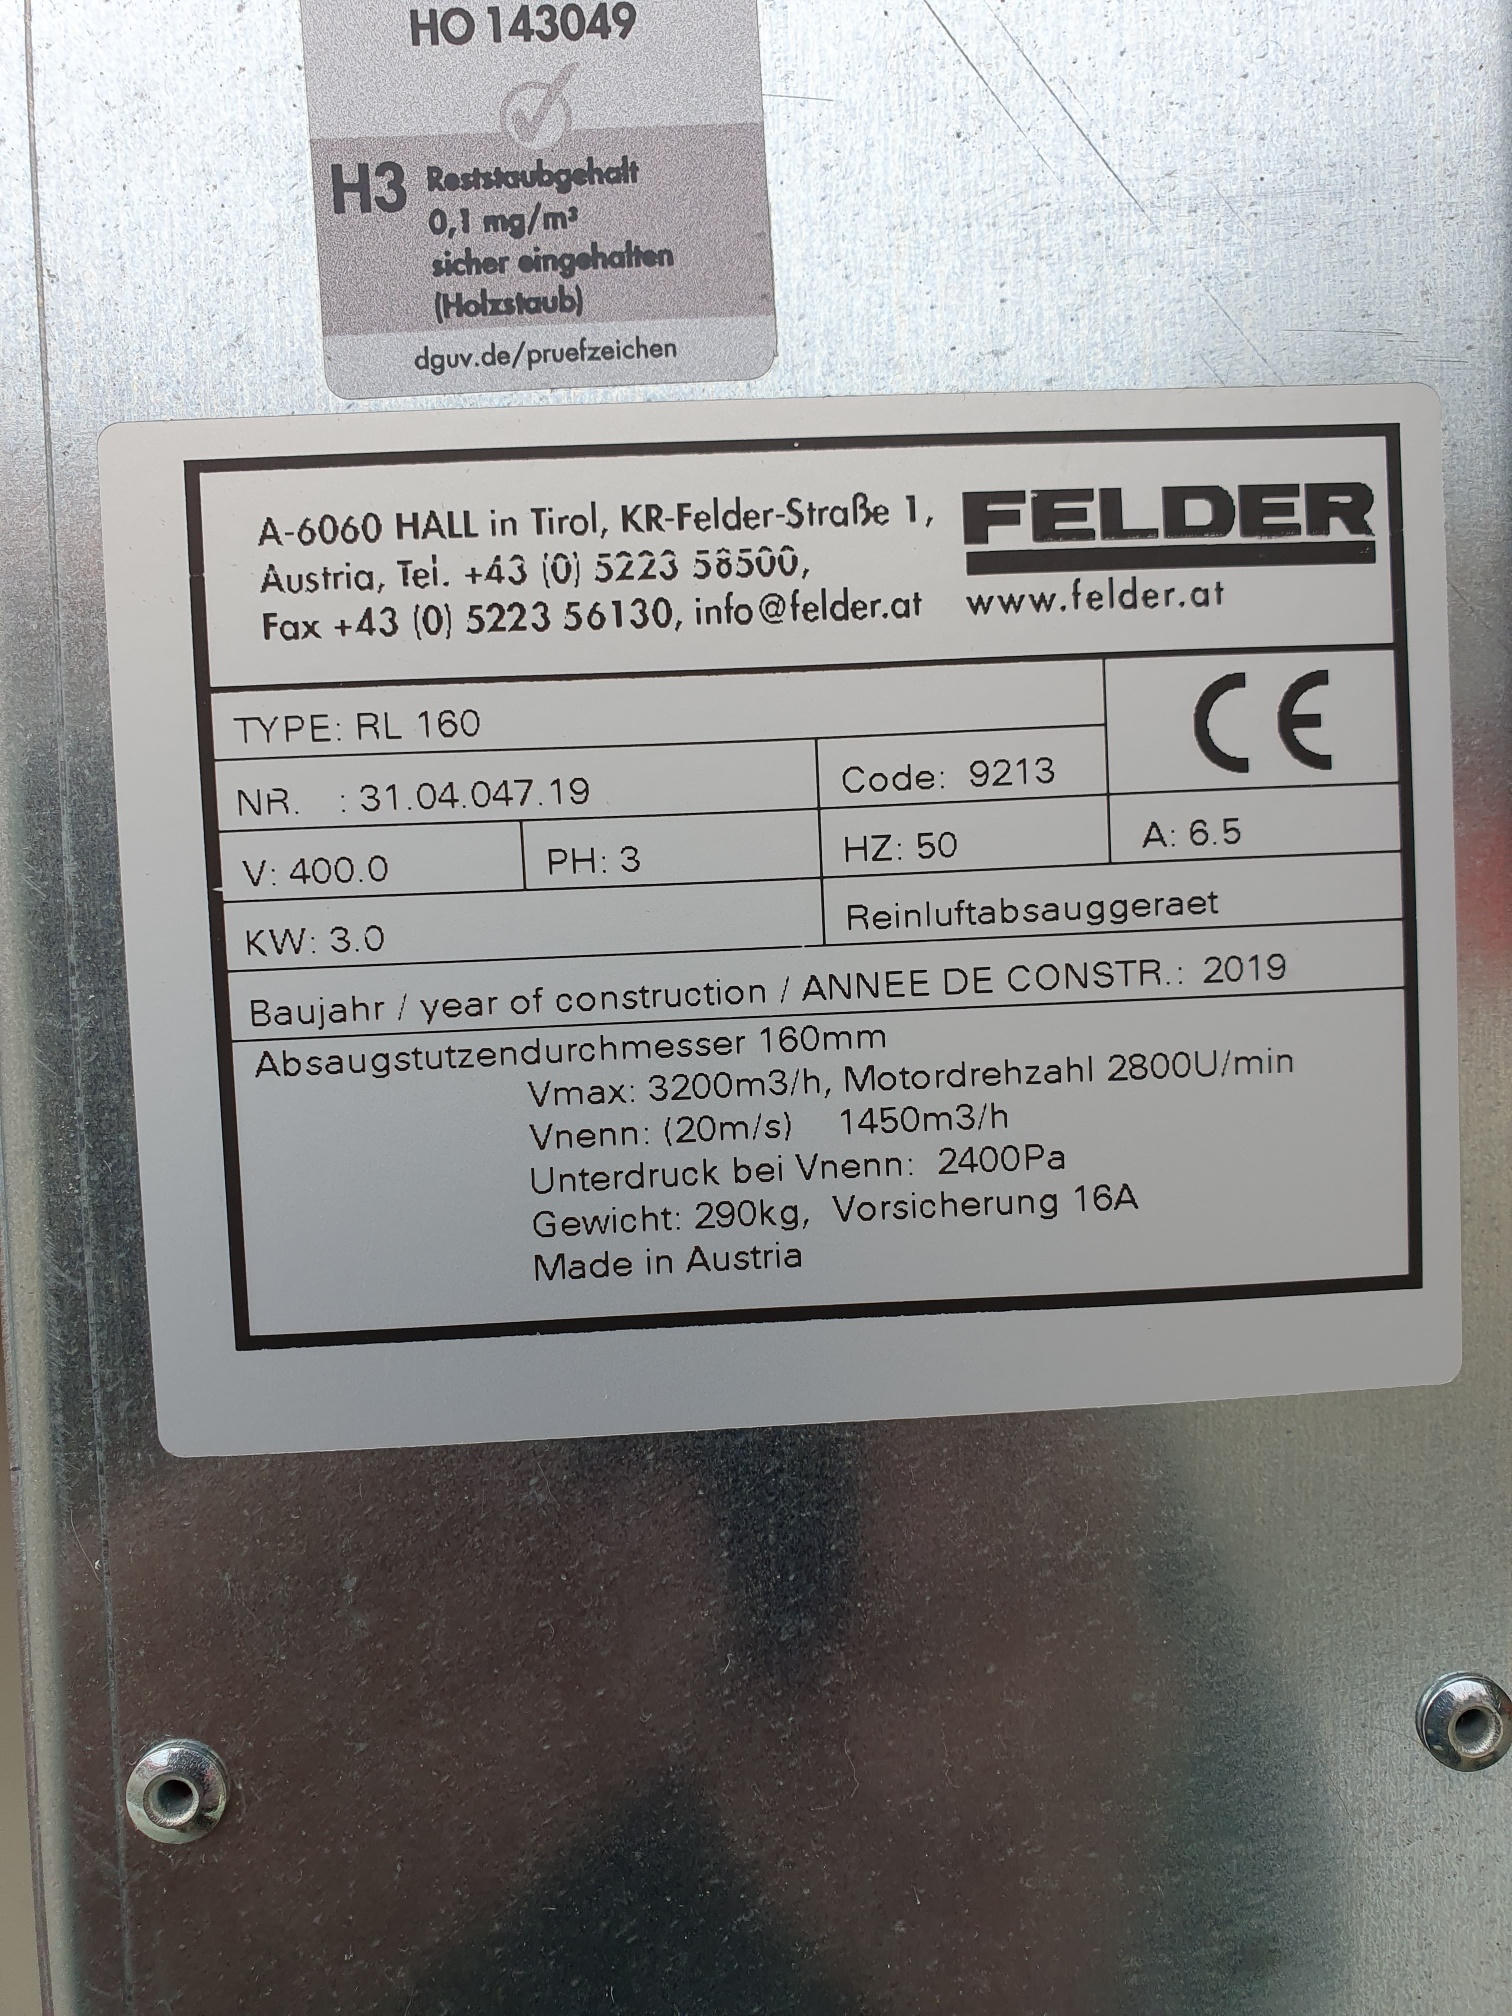 HO 143049
H3 Reststaubgehalt
0,1 mg/m³
sicher eingehalten
(Holzstaub)
dguv.de/pruefzeichen
A-6060 HALL in Tirol, KR-Felder-Straße 1,
Austria, Tel. +43 (0) 5223 58500,
Fax +43 (0) 5223 56130, info@felder.at
FELDER
www.felder.at
TYPE: RL 160
CE
NR. : 31.04.047.19 Code: 9213
V: 400.0 PH: 3 HZ: 50 A: 6.5
KW: 3.0 Reinluftabsauggeraet
Baujahr / year of construction / ANNEE DE CONSTR.: 2019
Absaugstutzendurchmesser 160mm
Vmax: 3200m3/h, Motordrehzahl 2800U/min
Vnenn: (20m/s) 1450m3/h
Unterdruck bei Vnenn: 2400Pa
Gewicht: 290kg, Vorsicherung 16A
Made in Austria